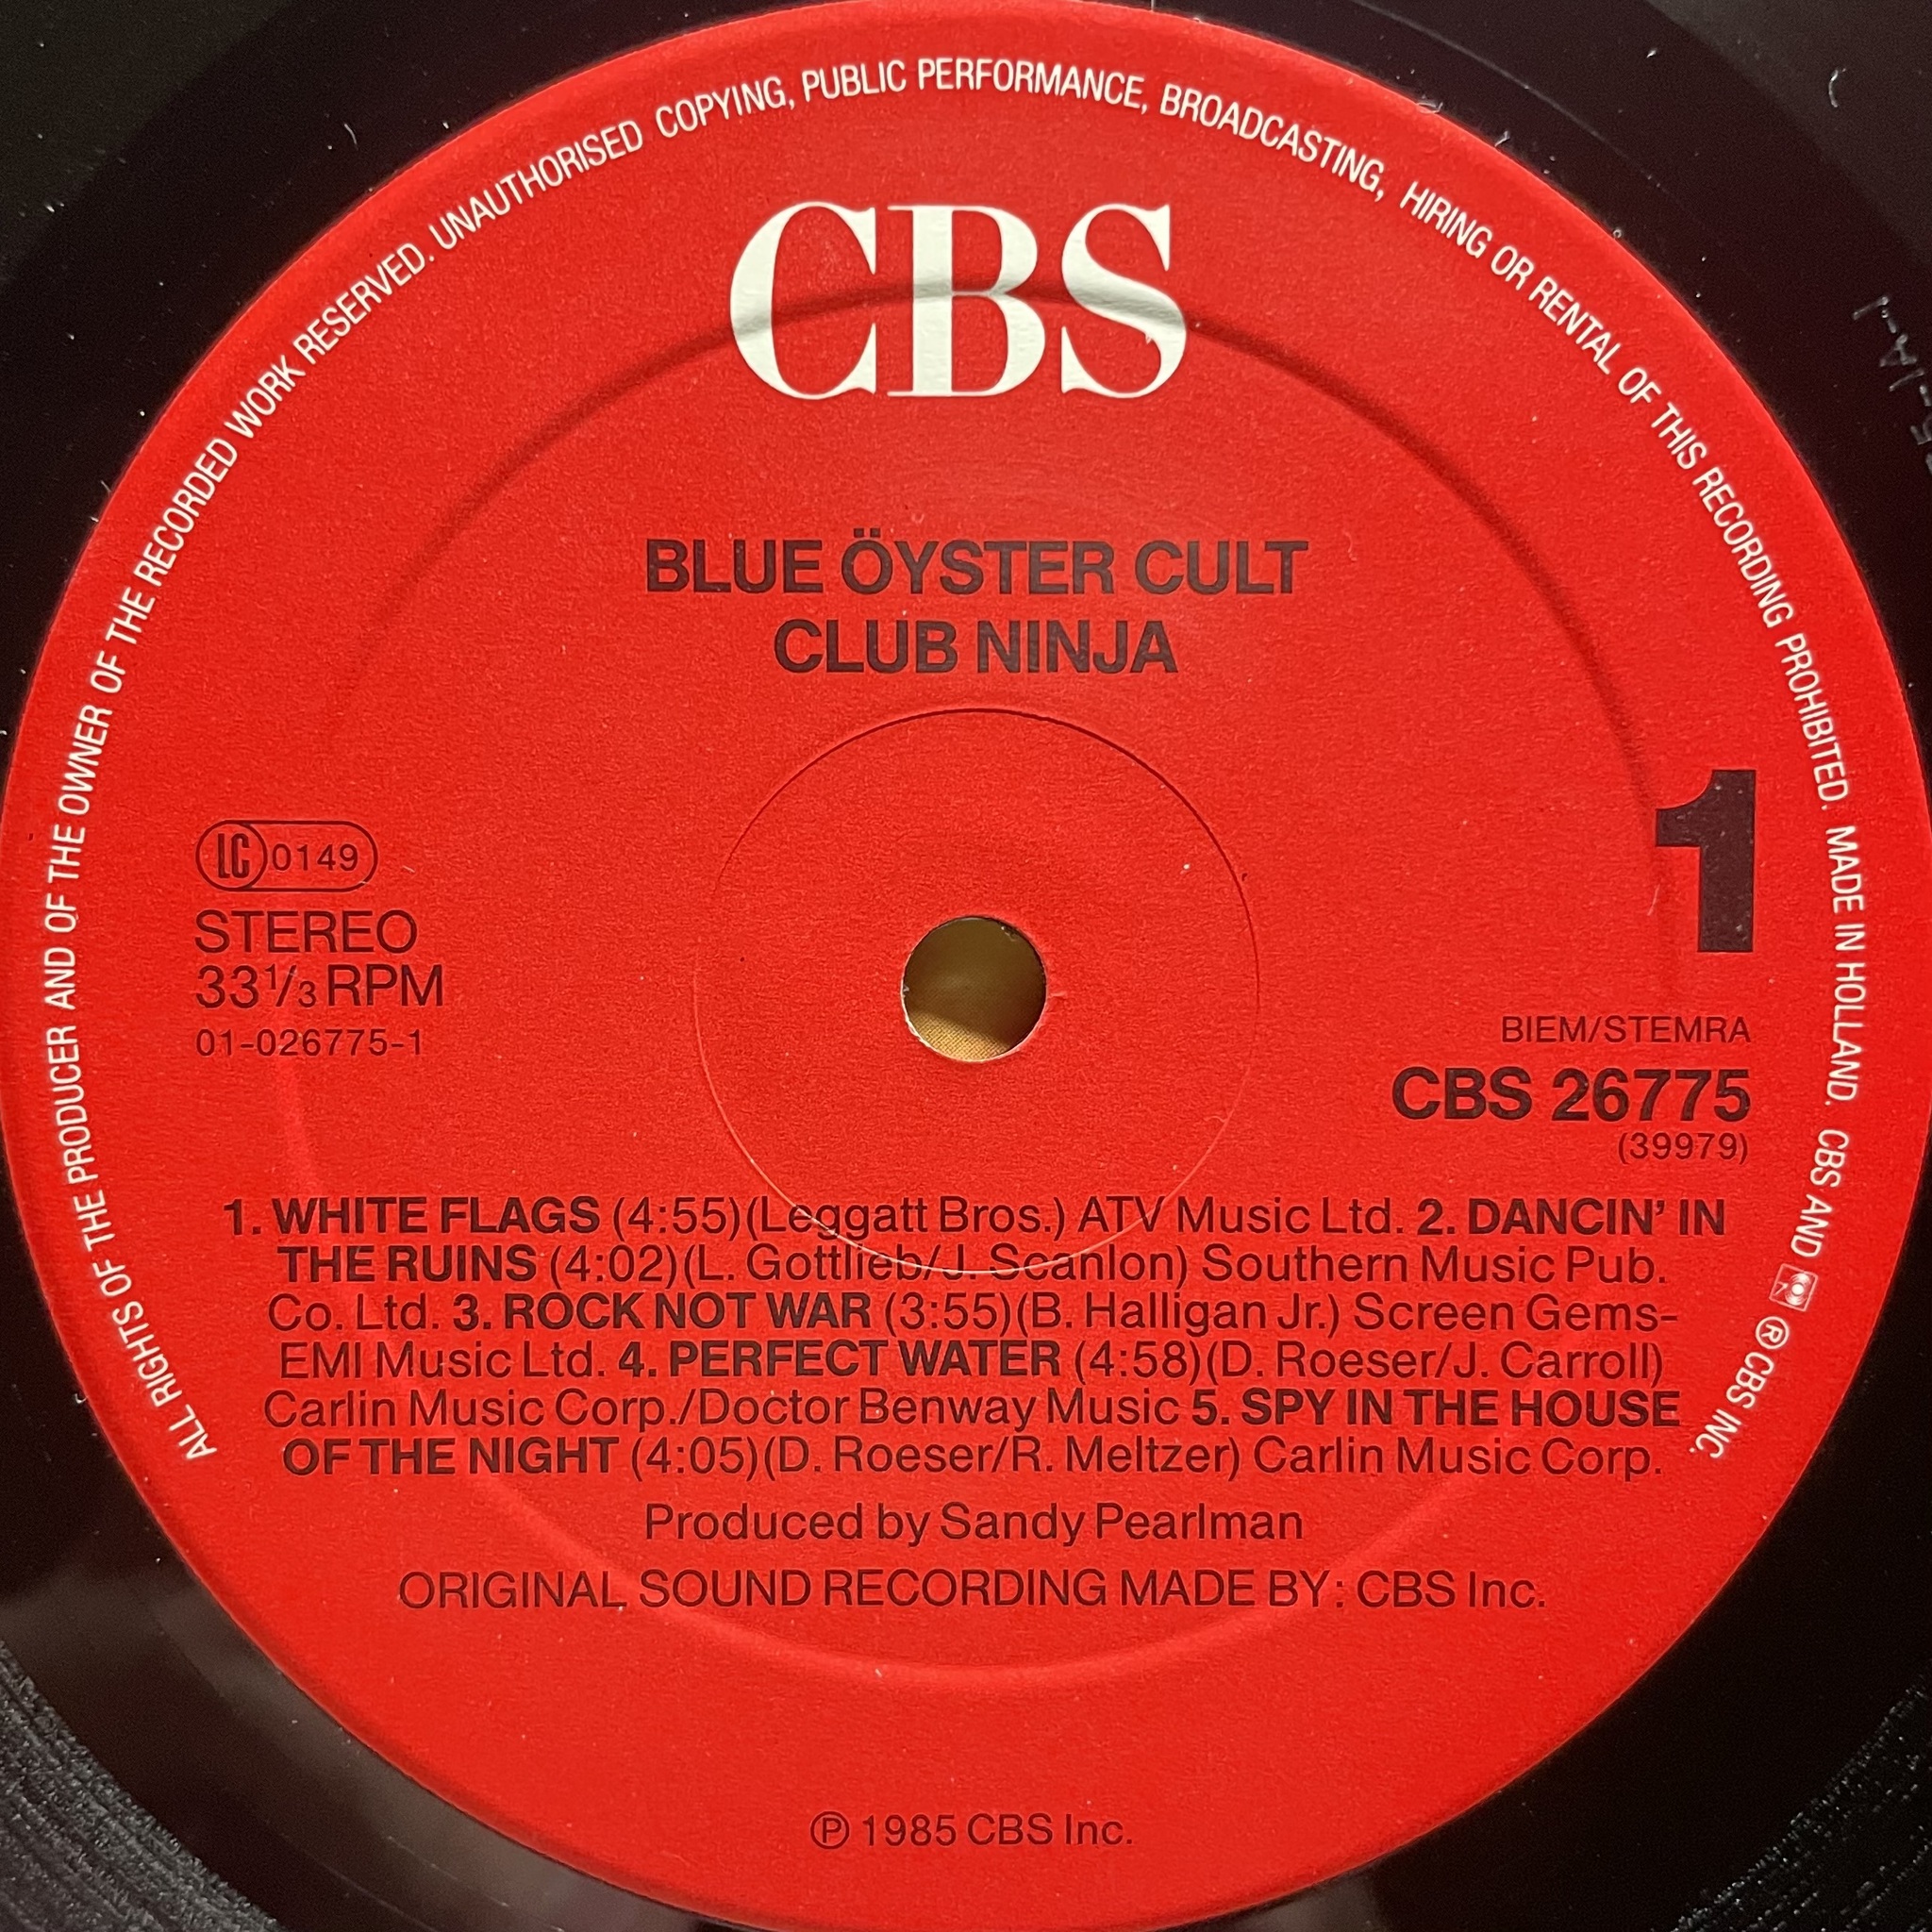 ALL RIGHTS OF THE PRODUCER AND OF THE OWNER OF THE RECORDED WORK RESERVED. UNAUTHORISED COPYING, PUBLIC PERFORMANCE, BROADCASTING, HIRING OR RENTAL OF THIS RECORDING PROHIBITED. MADE IN HOLLAND. CBS AND ® CBS INC.
CBS
BLUE ÖYSTER CULT
CLUB NINJA
1
LC 0149
STEREO
33⅓ RPM
01-026775-1
BIEM/STEMRA
CBS 26775
(39979)
1. WHITE FLAGS (4:55)(Leggatt Bros.) ATV Music Ltd. 2. DANCIN' IN
THE RUINS (4:02)(L. Gottlieb/J. Scanlon) Southern Music Pub.
Co. Ltd. 3. ROCK NOT WAR (3:55)(B. Halligan Jr.) Screen Gems-
EMI Music Ltd. 4. PERFECT WATER (4:58)(D. Roeser/J. Carroll)
Carlin Music Corp./Doctor Benway Music 5. SPY IN THE HOUSE
OF THE NIGHT (4:05)(D. Roeser/R. Meltzer) Carlin Music Corp.
Produced by Sandy Pearlman
ORIGINAL SOUND RECORDING MADE BY: CBS Inc.
℗ 1985 CBS Inc.